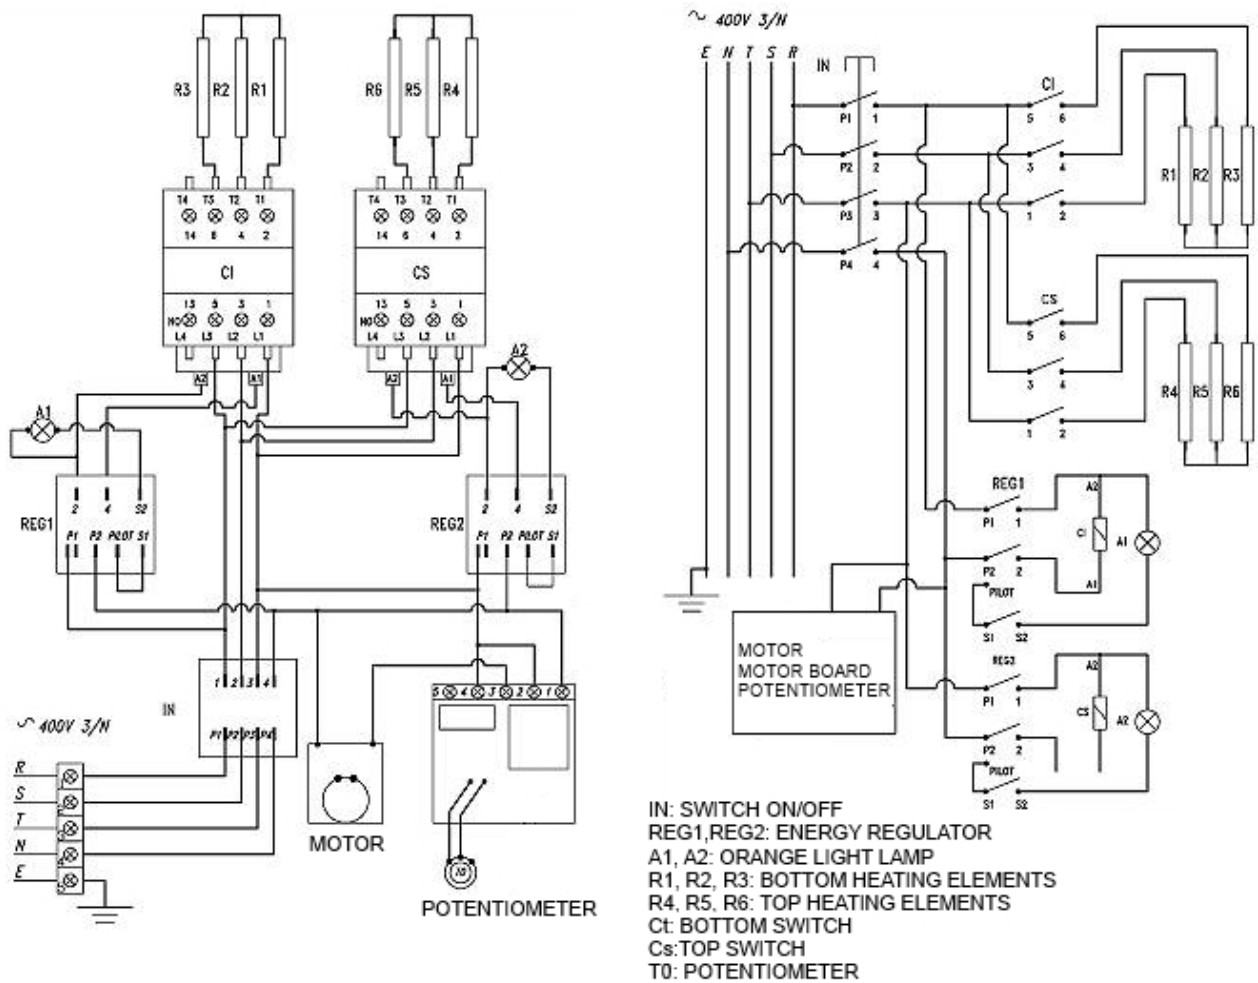 R3 R2 R1
R6 R5 R4
T4 T3 T2 T1
14 6 4 2
CI
13 5 3 1
NO
L4 L3 L2 L1
A2 A1
T4 T3 T2 T1
14 6 4 2
CS
13 5 3 1
NO
L4 L3 L2 L1
A2 A1
A2
A1
2 4 S2
REG1
P1 P2 PILOT S1
2 4 S2
REG2
P1 P2 PILOT S1
1 2 3 4
IN
P1 P2 P3 P4
~ 400V 3/N
R 1
S 2
T 3
N 4
E 5
MOTOR
5 4 3 2 1
10
POTENTIOMETER
~ 400V 3/N
E N T S R
IN
P1 1
P2 2
P3 3
P4 4
CI
5 6
3 4
1 2
R1 R2 R3
CS
5 6
3 4
1 2
R4 R5 R6
REG1
P1 1
P2 2
PILOT
S1 S2
A2
CI
A1
A1
REG2
P1 1
P2 2
PILOT
S1 S2
A2
CS
A2
MOTOR
MOTOR BOARD
POTENTIOMETER
IN: SWITCH ON/OFF
REG1,REG2: ENERGY REGULATOR
A1, A2: ORANGE LIGHT LAMP
R1, R2, R3: BOTTOM HEATING ELEMENTS
R4, R5, R6: TOP HEATING ELEMENTS
Ct: BOTTOM SWITCH
Cs:TOP SWITCH
T0: POTENTIOMETER